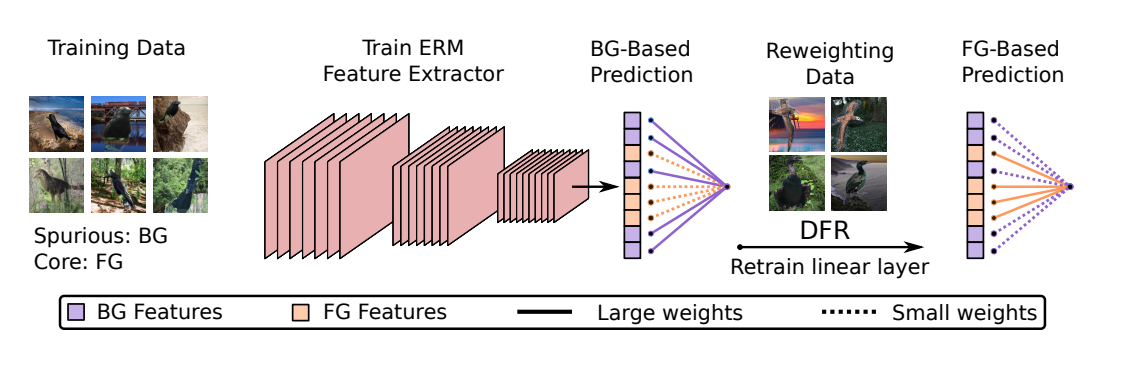 Training Data
Spurious: BG
Core: FG
Train ERM
Feature Extractor
BG-Based
Prediction
Reweighting
Data
DFR
Retrain linear layer
FG-Based
Prediction
BG Features
FG Features
Large weights
Small weights